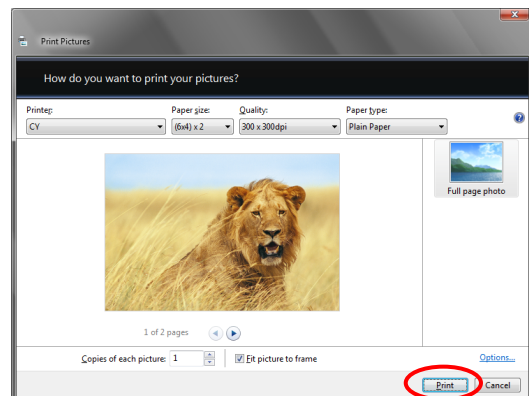 Print Pictures
How do you want to print your pictures?
Printer: Paper size: Quality: Paper type:
CY (6x4) x 2 300 x 300dpi Plain Paper
Full page photo
1 of 2 pages
Copies of each picture: 1 Fit picture to frame Options...
Print Cancel